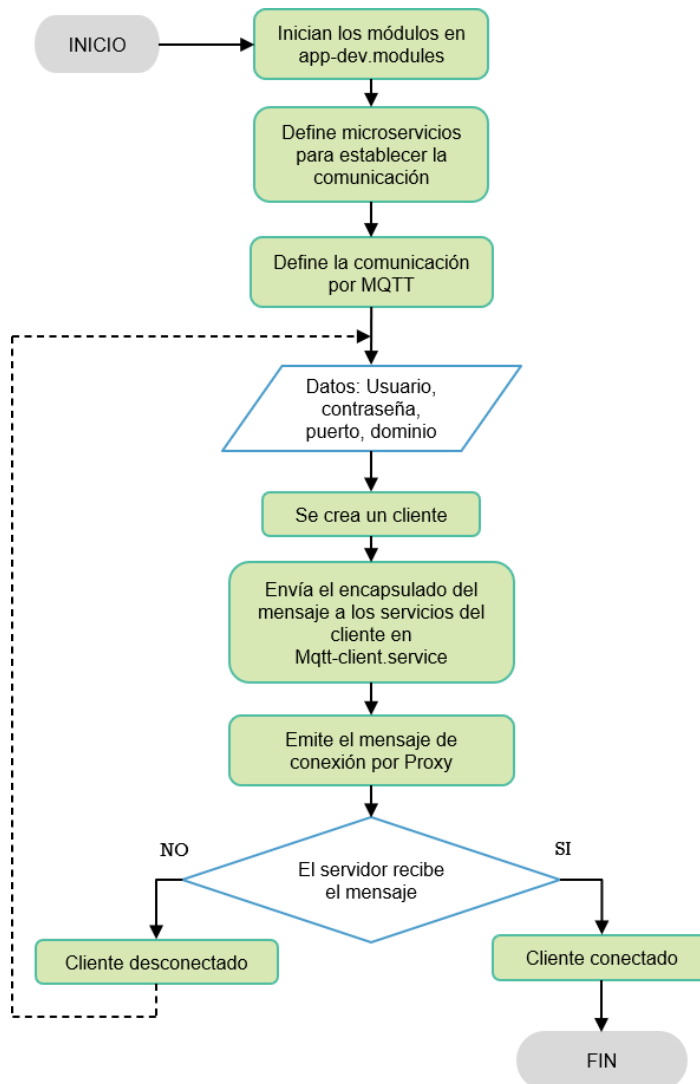 INICIO
Inician los módulos en
app-dev.modules
Define microservicios
para establecer la
comunicación
Define la comunicación
por MQTT
Datos: Usuario,
contraseña,
puerto, dominio
Se crea un cliente
Envía el encapsulado del
mensaje a los servicios del
cliente en
Mqtt-client.service
Emite el mensaje de
conexión por Proxy
NO
SI
El servidor recibe
el mensaje
Cliente desconectado
Cliente conectado
FIN